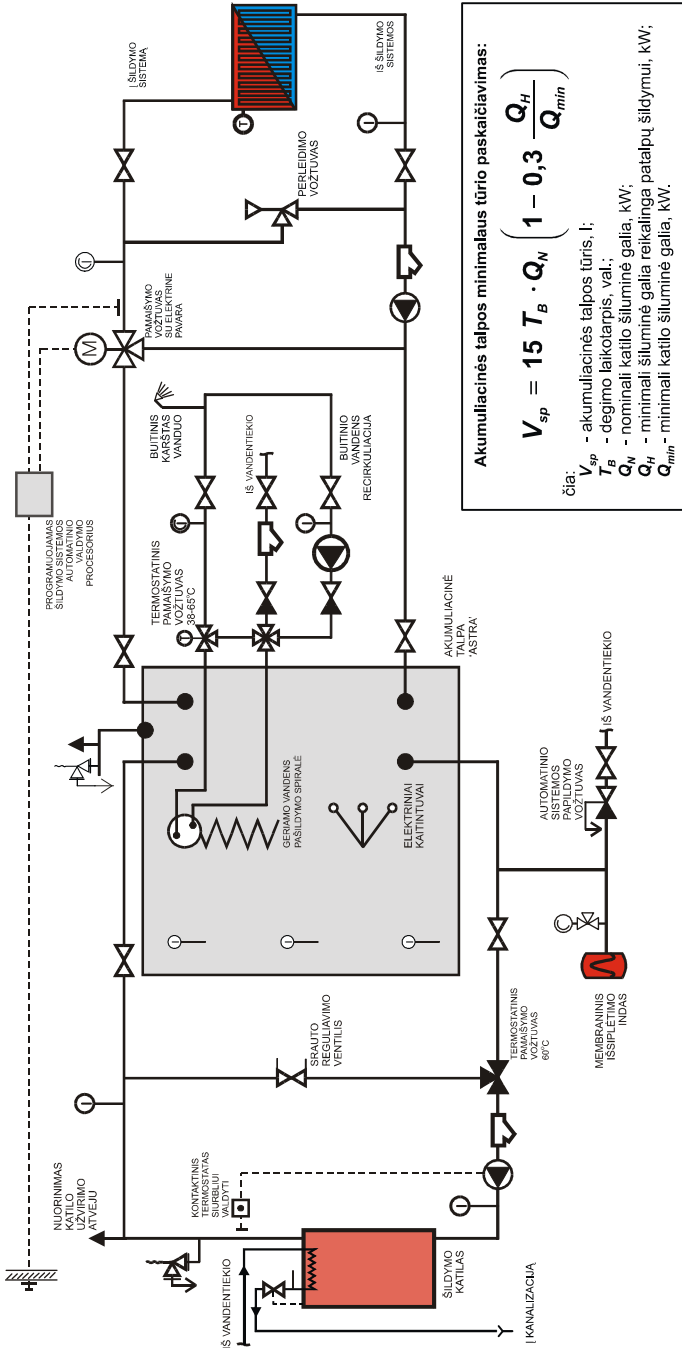 NUORINIMAS
KATILO
UŽVIRIMO
ATVEJU
IŠ VANDENTIEKIO
KONTAKTINIS
TERMOSTATAS
SIURBLIUI
VALDYTI
ŠILDYMO
KATILAS
Į KANALIZACIJĄ
SRAUTO
REGULIAVIMO
VENTILIS
TERMOSTATINIS
PAMAIŠYMO
VOŽTUVAS
60°C
MEMBRANINIS
IŠSIPLĖTIMO
INDAS
AUTOMATINIO
SISTEMOS
PAPILDYMO
VOŽTUVAS
IŠ VANDENTIEKIO
GERIAMO VANDENS
PAŠILDYMO SPIRALĖ
ELEKTRINIAI
KAITINTUVAI
AKUMULIACINĖ
TALPA
'ASTRA'
PROGRAMUOJAMAS
ŠILDYMO SISTEMOS
AUTOMATINIO
VALDYMO
PROCESORIUS
TERMOSTATINIS
PAMAIŠYMO
VOŽTUVAS
38-65°C
T
BUITINIS
KARŠTAS
VANDUO
IŠ VANDENTIEKIO
BUITINIO
VANDENS
RECIRKULIACIJA
M
PAMAIŠYMO
VOŽTUVAS
SU ELEKTRINE
PAVARA
PERLEIDIMO
VOŽTUVAS
Į ŠILDYMO
SISTEMĄ
T
IŠ ŠILDYMO
SISTEMOS
Akumuliacinės talpos minimalaus tūrio paskaičiavimas:
V_sp = 15 T_B · Q_N (1 – 0,3 Q_H / Q_min)
čia:
V_sp - akumuliacinės talpos tūris, l;
T_B - degimo laikotarpis, val.;
Q_N - nominali katilo šiluminė galia, kW;
Q_H - minimali šiluminė galia reikalinga patalpų šildymui, kW;
Q_min - minimali katilo šiluminė galia, kW.